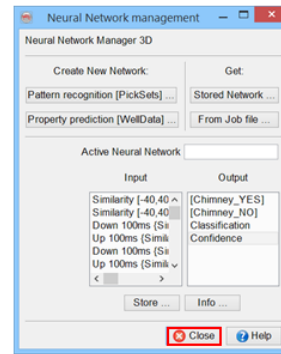 Neural Network management
Neural Network Manager 3D
Create New Network: Get:
Pattern recognition [PickSets] ... Stored Network ...
Property prediction [WellData] ... From Job file ...
Active Neural Network
Input Output
Similarity [-40,40 [Chimney_YES]
Similarity [-40,40 [Chimney_NO]
Down 100ms {Si Classification
Up 100ms {Simil Confidence
Down 100ms {Si
Up 100ms {Simil
Store ... Info ...
Close Help